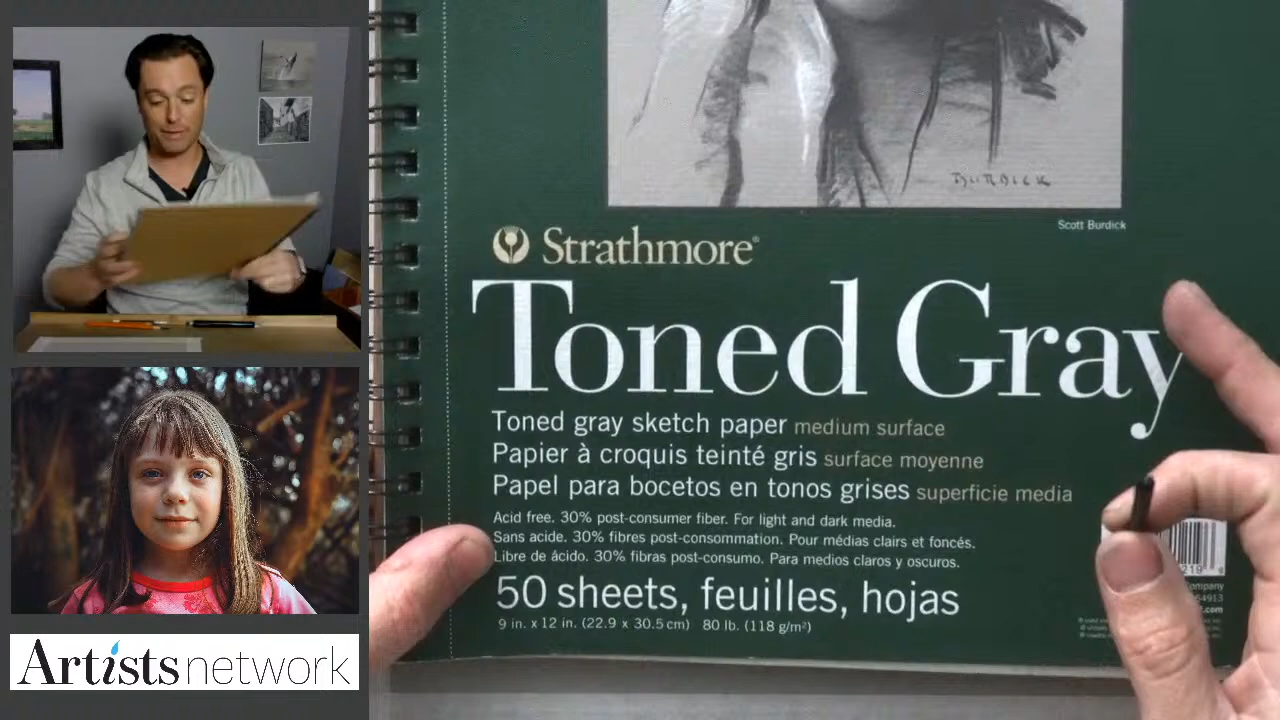 BURDICK
Scott Burdick
Strathmore®
Toned Gray
Toned gray sketch paper medium surface
Papier à croquis teinté gris surface moyenne
Papel para bocetos en tonos grises superficie media
Acid free. 30% post-consumer fiber. For light and dark media.
Sans acide. 30% fibres post-consommation. Pour médias clairs et foncés.
Libre de ácido. 30% fibras post-consumo. Para medios claros y oscuros.
50 sheets, feuilles, hojas
9 in. x 12 in. (22.9 x 30.5 cm) 80 lb. (118 g/m²)
Artists network